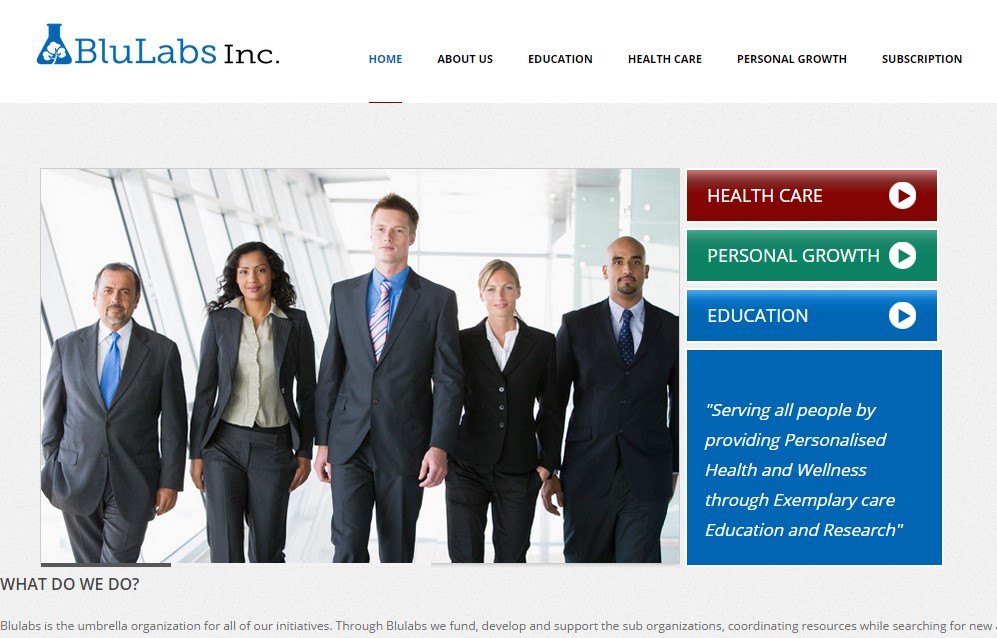 BluLabs Inc.
HOME ABOUT US EDUCATION HEALTH CARE PERSONAL GROWTH SUBSCRIPTION
HEALTH CARE
PERSONAL GROWTH
EDUCATION
"Serving all people by
providing Personalised
Health and Wellness
through Exemplary care
Education and Research"
WHAT DO WE DO?
Blulabs is the umbrella organization for all of our initiatives. Through Blulabs we fund, develop and support the sub organizations, coordinating resources while searching for new